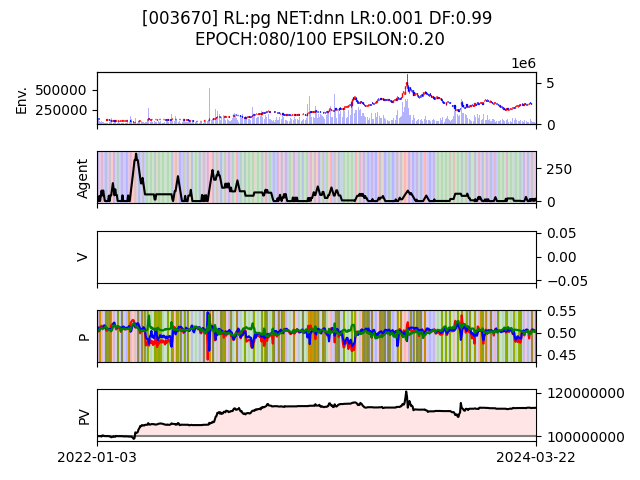 [003670] RL:pg NET:dnn LR:0.001 DF:0.99
EPOCH:080/100 EPSILON:0.20
1e6
Env.
500000
250000
5
0
Agent
250
0
V
0.05
0.00
−0.05
P
0.55
0.50
0.45
PV
120000000
100000000
2022-01-03
2024-03-22